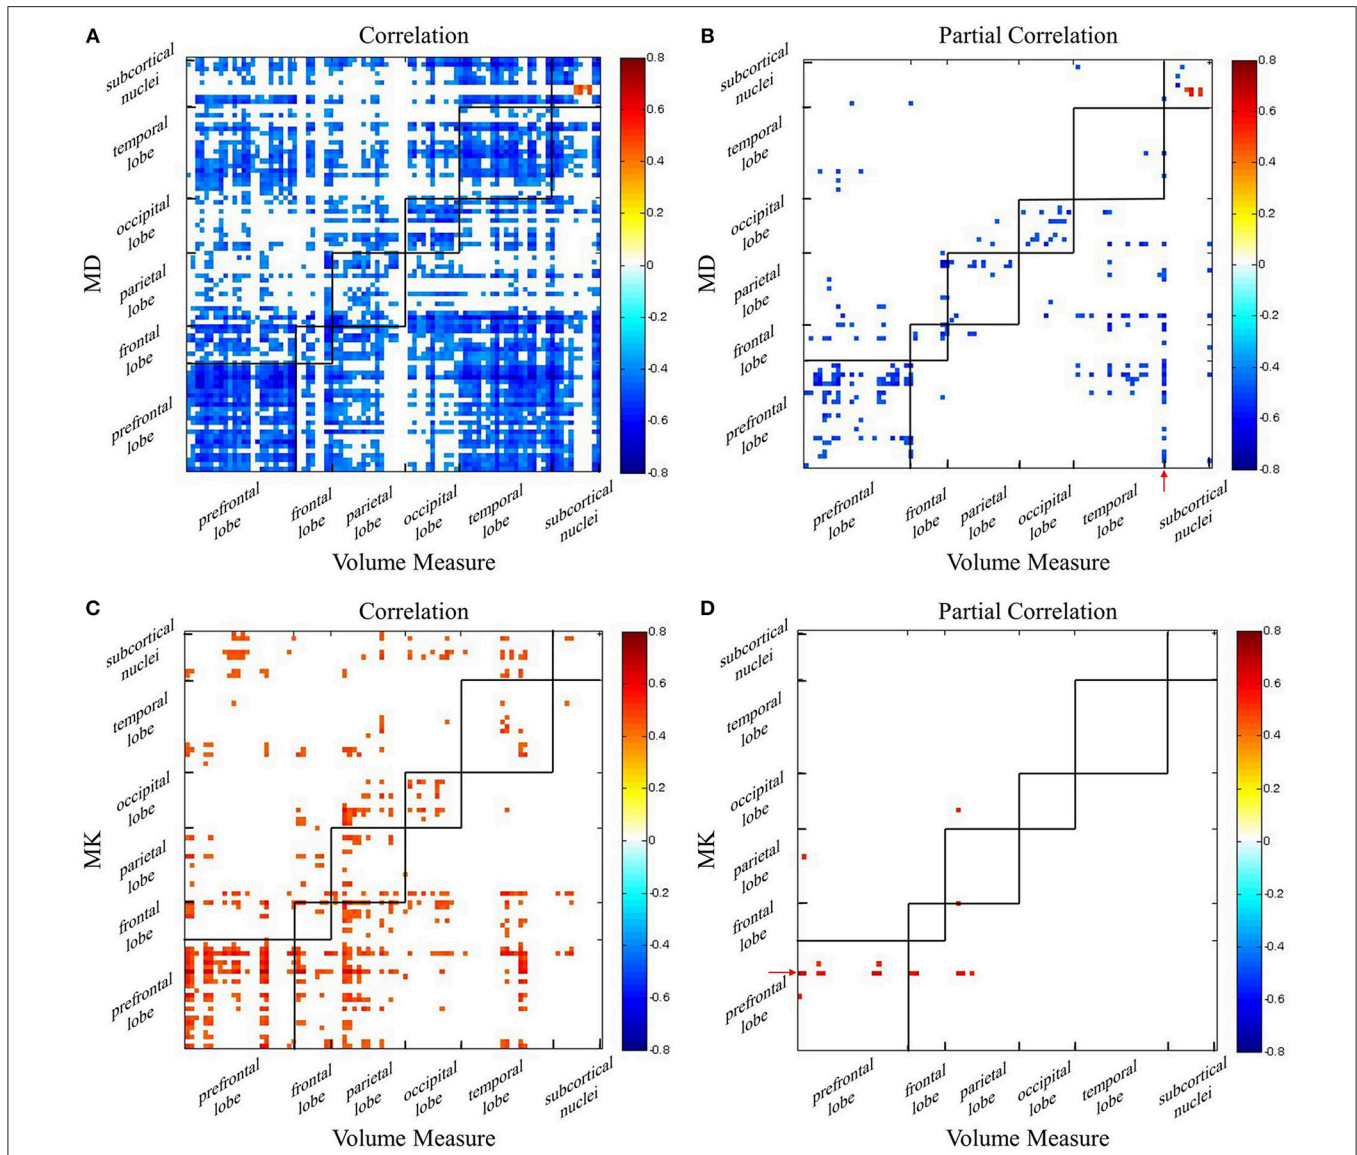 A
Correlation
subcortical
nuclei
temporal
lobe
occipital
lobe
parietal
lobe
frontal
lobe
prefrontal
lobe
MD
0.8
0.6
0.4
0.2
0
-0.2
-0.4
-0.6
-0.8
prefrontal
lobe
frontal
lobe
parietal
lobe
occipital
lobe
temporal
lobe
subcortical
nuclei
Volume Measure
B
Partial Correlation
subcortical
nuclei
temporal
lobe
occipital
lobe
parietal
lobe
frontal
lobe
prefrontal
lobe
MD
0.8
0.6
0.4
0.2
0
-0.2
-0.4
-0.6
-0.8
prefrontal
lobe
frontal
lobe
parietal
lobe
occipital
lobe
temporal
lobe
subcortical
nuclei
Volume Measure
C
Correlation
subcortical
nuclei
temporal
lobe
occipital
lobe
parietal
lobe
frontal
lobe
prefrontal
lobe
MK
0.8
0.6
0.4
0.2
0
-0.2
-0.4
-0.6
-0.8
prefrontal
lobe
frontal
lobe
parietal
lobe
occipital
lobe
temporal
lobe
subcortical
nuclei
Volume Measure
D
Partial Correlation
subcortical
nuclei
temporal
lobe
occipital
lobe
parietal
lobe
frontal
lobe
prefrontal
lobe
MK
0.8
0.6
0.4
0.2
0
-0.2
-0.4
-0.6
-0.8
prefrontal
lobe
frontal
lobe
parietal
lobe
occipital
lobe
temporal
lobe
subcortical
nuclei
Volume Measure